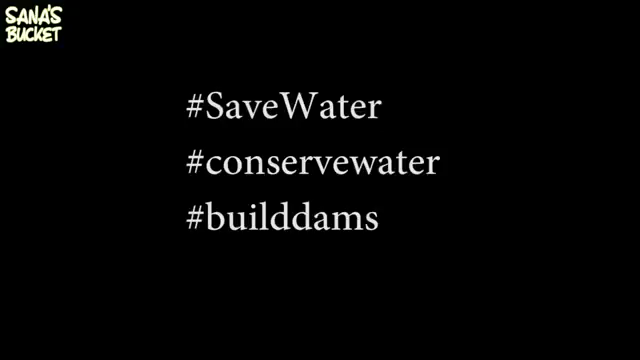 SANA'S
BUCKET
#SaveWater
#conservewater
#builddams